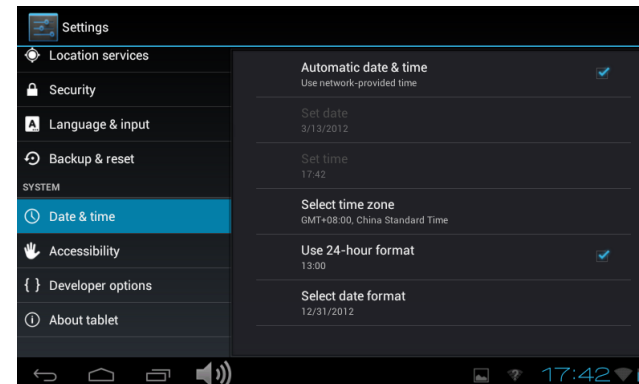 Settings
Location services
Security
Language & input
Backup & reset
SYSTEM
Date & time
Accessibility
{ } Developer options
About tablet
Automatic date & time
Use network-provided time
Set date
3/13/2012
Set time
17:42
Select time zone
GMT+08:00, China Standard Time
Use 24-hour format
13:00
Select date format
12/31/2012
17:42